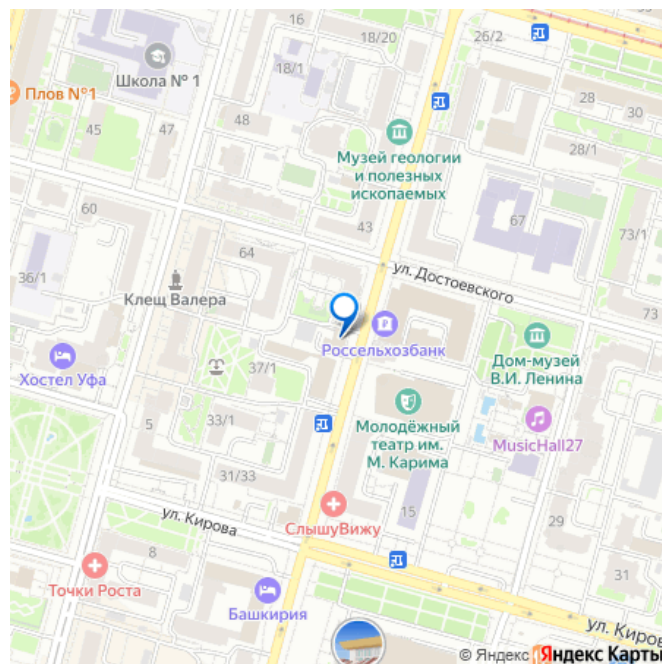 16
18/20
26/2
Школа № 1
18/1
Плов №1
28
30
48
45
47
Музей геологии
и полезных
ископаемых
28/1
60
43
67
73/1
64
ул. Достоевского
36/1
Клещ Валера
73
Россельхозбанк
Дом-музей
В.И. Ленина
Хостел Уфа
37/1
33/1
5
Молодёжный
театр им.
М. Карима
MusicHall27
31/33
ул. Кирова
СлышуВижу
15
29
8
31
Точки Роста
Башкирия
ул. Киров
© Яндекс
Яндекс Карты